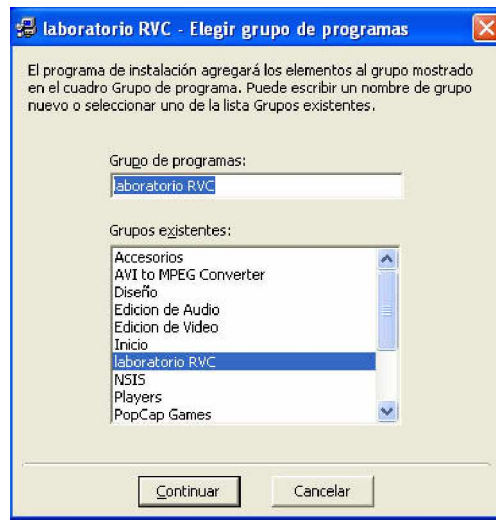 laboratorio RVC - Elegir grupo de programas
El programa de instalación agregará los elementos al grupo mostrado
en el cuadro Grupo de programa. Puede escribir un nombre de grupo
nuevo o seleccionar uno de la lista Grupos existentes.
Grupo de programas:
laboratorio RVC
Grupos existentes:
Accesorios
AVI to MPEG Converter
Diseño
Edicion de Audio
Edicion de Video
Inicio
laboratorio RVC
NSIS
Players
PopCap Games
Continuar Cancelar